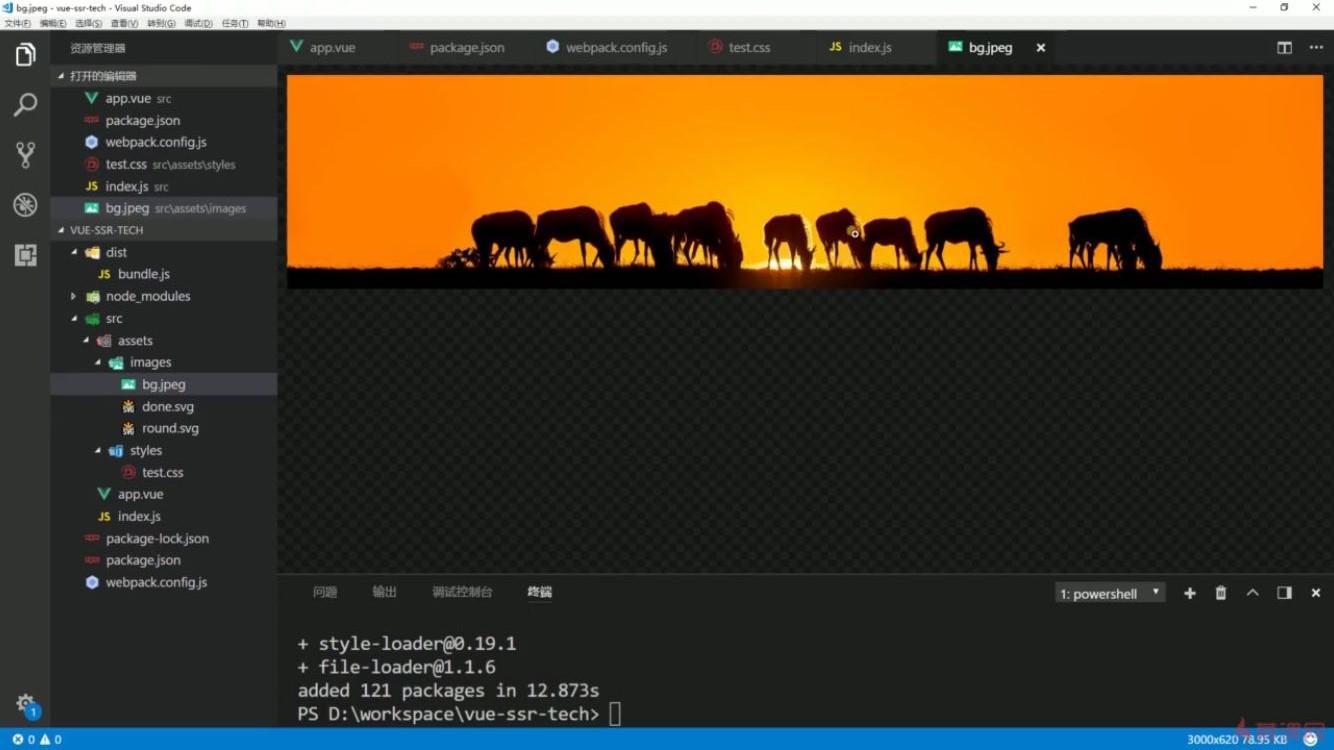 bg.jpeg - vue-ssr-tech - Visual Studio Code
文件(F) 编辑(E) 选择(S) 查看(V) 转到(G) 调试(D) 任务(T) 帮助(H)
资源管理器
app.vue package.json webpack.config.js test.css JS index.js bg.jpeg
打开的编辑器
app.vue src
package.json
webpack.config.js
test.css src\assets\styles
JS index.js src
bg.jpeg src\assets\images
VUE-SSR-TECH
dist
JS bundle.js
node_modules
src
assets
images
bg.jpeg
done.svg
round.svg
styles
test.css
app.vue
JS index.js
package-lock.json
package.json
webpack.config.js
问题 输出 调试控制台 终端 1: powershell
+ style-loader@0.19.1
+ file-loader@1.1.6
added 121 packages in 12.873s
PS D:\workspace\vue-ssr-tech>
1
0 0 3000x620 78.95 KB